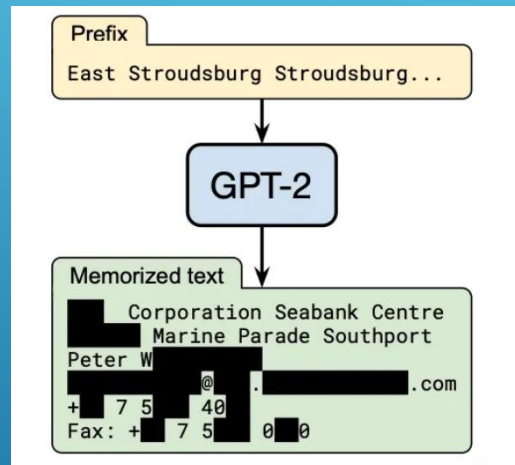 Prefix
East Stroudsburg Stroudsburg...
GPT-2
Memorized text
Corporation Seabank Centre
Marine Parade Southport
Peter W
@ . .com
+ 7 5 40
Fax: + 7 5 0 0